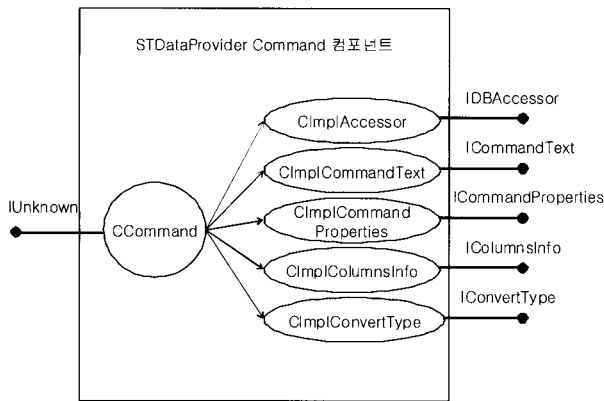 STDataProvider Command 컴포넌트
IDBAccessor
CImplAccessor
ICommandText
CImplCommandText
ICommandProperties
CImplCommand
Properties
IUnknown
CCommand
IColumnsInfo
CImplColumnsInfo
IConvertType
CImplConvertType